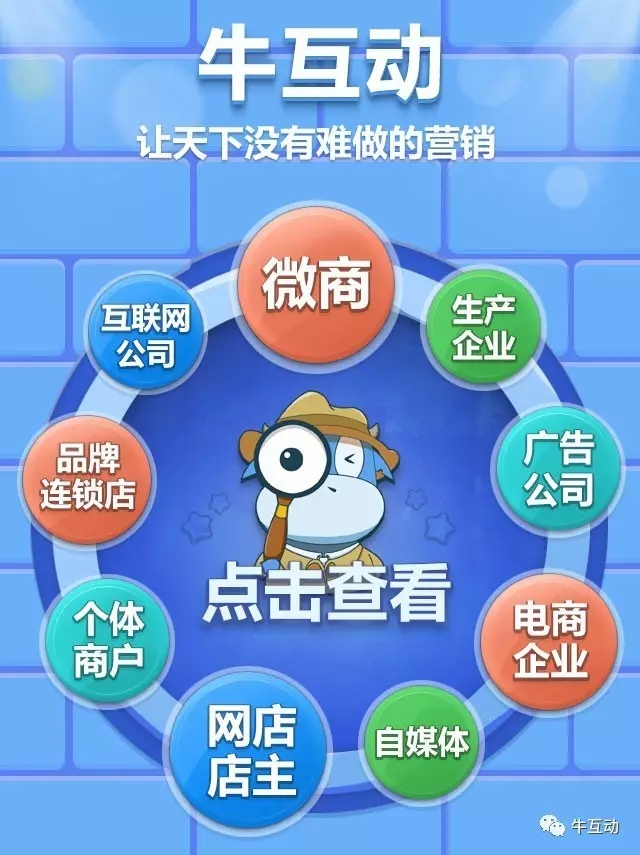 牛互动
让天下没有难做的营销
微商
生产
企业
广告
公司
电商
企业
自媒体
网店
店主
个体
商户
品牌
连锁店
互联网
公司
点击查看
牛互动